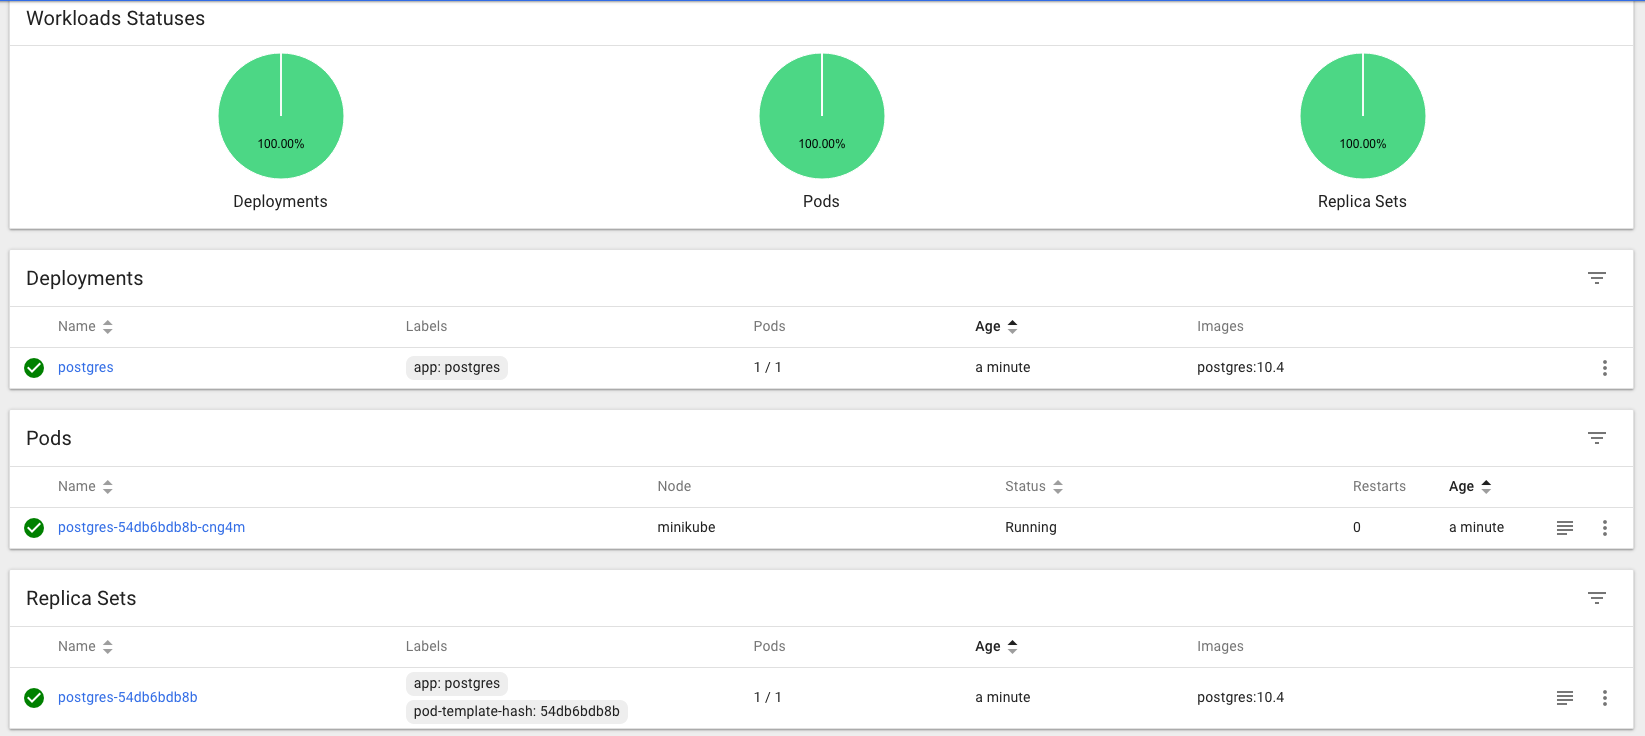 Workloads Statuses
100.00%
100.00%
100.00%
Deployments
Pods
Replica Sets
Deployments
Name Labels Pods Age Images
postgres app: postgres 1 / 1 a minute postgres:10.4
Pods
Name Node Status Restarts Age
postgres-54db6bdb8b-cng4m minikube Running 0 a minute
Replica Sets
Name Labels Pods Age Images
postgres-54db6bdb8b app: postgres 1 / 1 a minute postgres:10.4
pod-template-hash: 54db6bdb8b